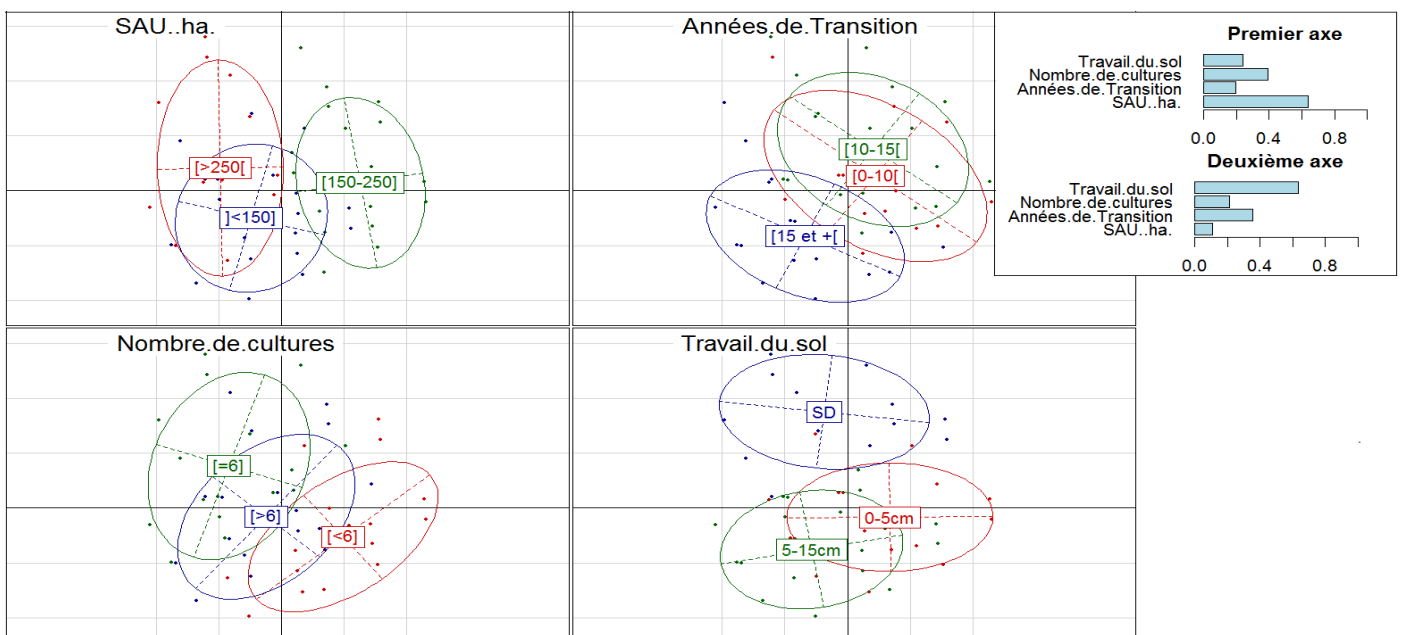 SAU..ha.
[>250[
[150-250]
]<150]
Années.de.Transition
[10-15[
[0-10[
[15 et +[
Premier axe
Travail.du.sol
Nombre.de.cultures
Années.de.Transition
SAU..ha.
0.0 0.4 0.8
Deuxième axe
Travail.du.sol
Nombre.de.cultures
Années.de.Transition
SAU..ha.
0.0 0.4 0.8
Nombre.de.cultures
[=6]
[>6]
[<6]
Travail.du.sol
SD
0-5cm
5-15cm